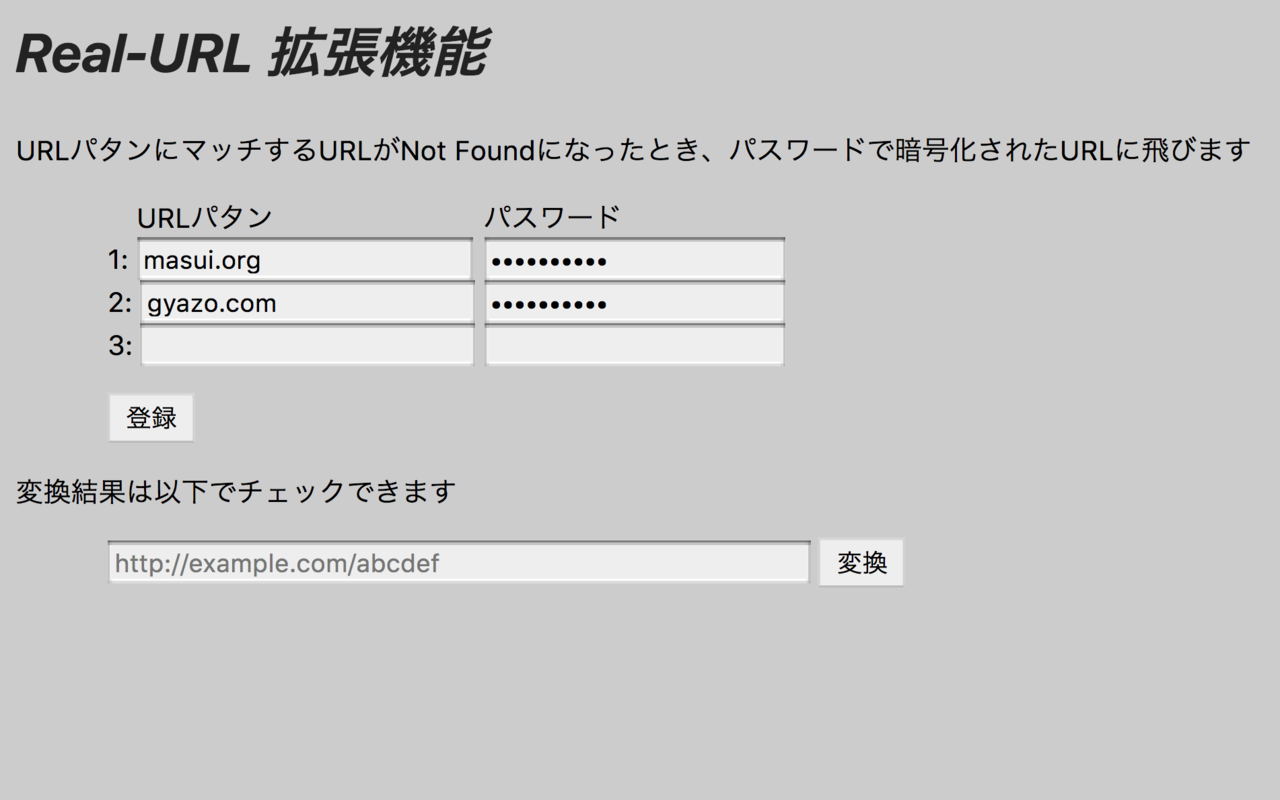 Real-URL 拡張機能
URLパタンにマッチするURLがNot Foundになったとき、パスワードで暗号化されたURLに飛びます
URLパタン パスワード
1: masui.org ••••••••••
2: gyazo.com ••••••••••
3:
登録
変換結果は以下でチェックできます
http://example.com/abcdef 変換